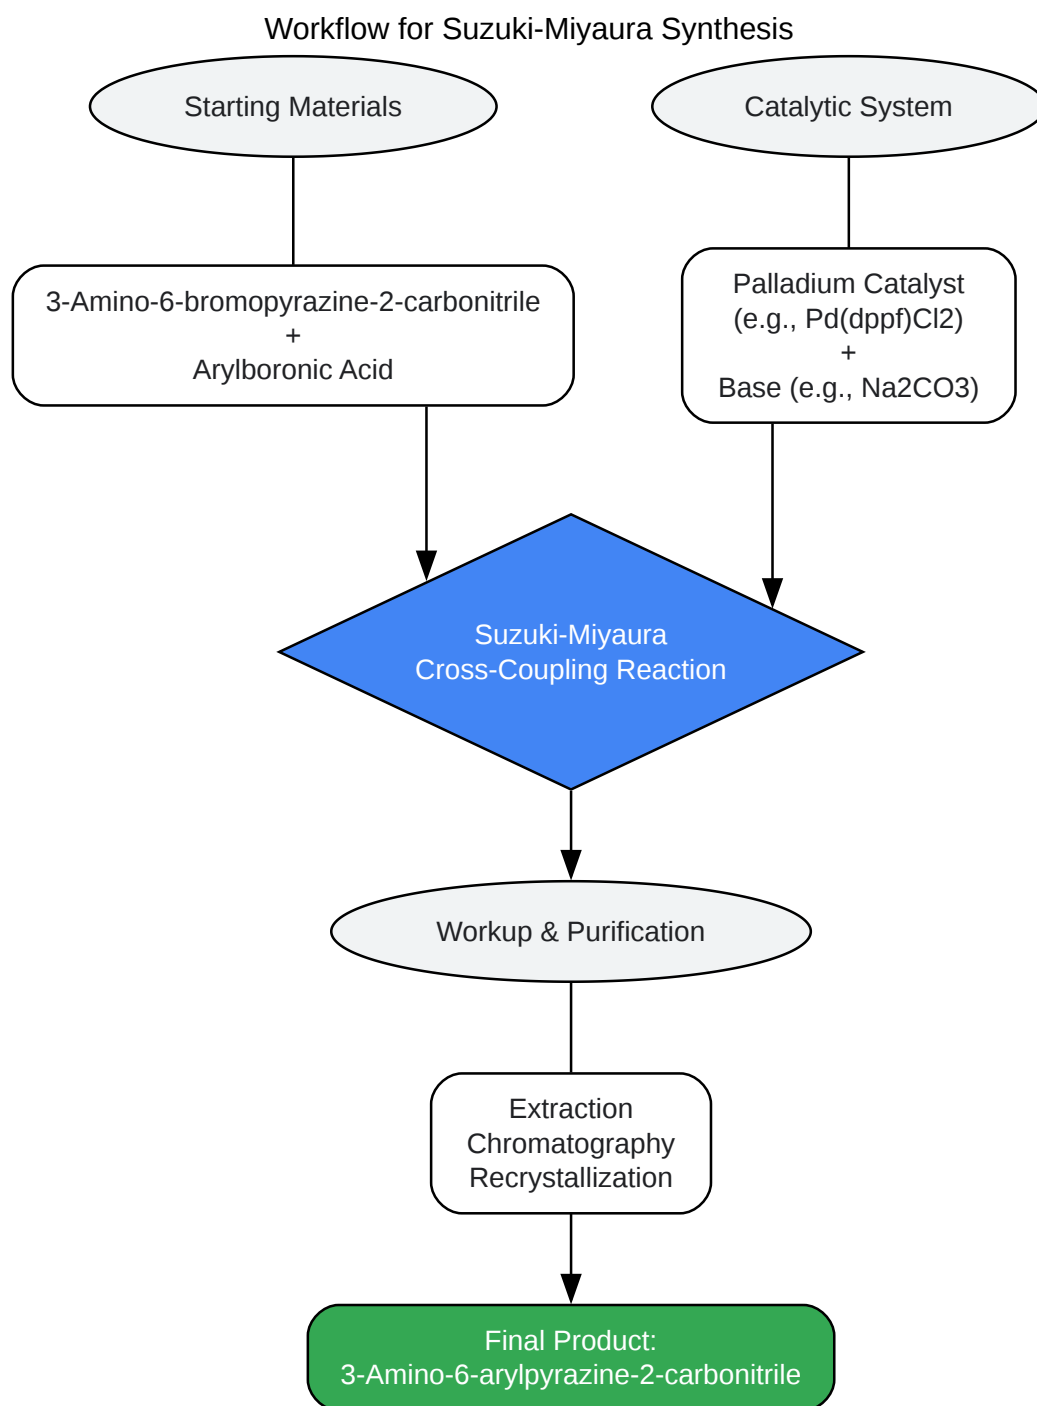 Workflow for Suzuki-Miyaura Synthesis
Starting Materials
Catalytic System
3-Amino-6-bromopyrazine-2-carbonitrile
+
Arylboronic Acid
Palladium Catalyst
(e.g., Pd(dppf)Cl2)
+
Base (e.g., Na2CO3)
Suzuki-Miyaura
Cross-Coupling Reaction
Workup & Purification
Extraction
Chromatography
Recrystallization
Final Product:
3-Amino-6-arylpyrazine-2-carbonitrile